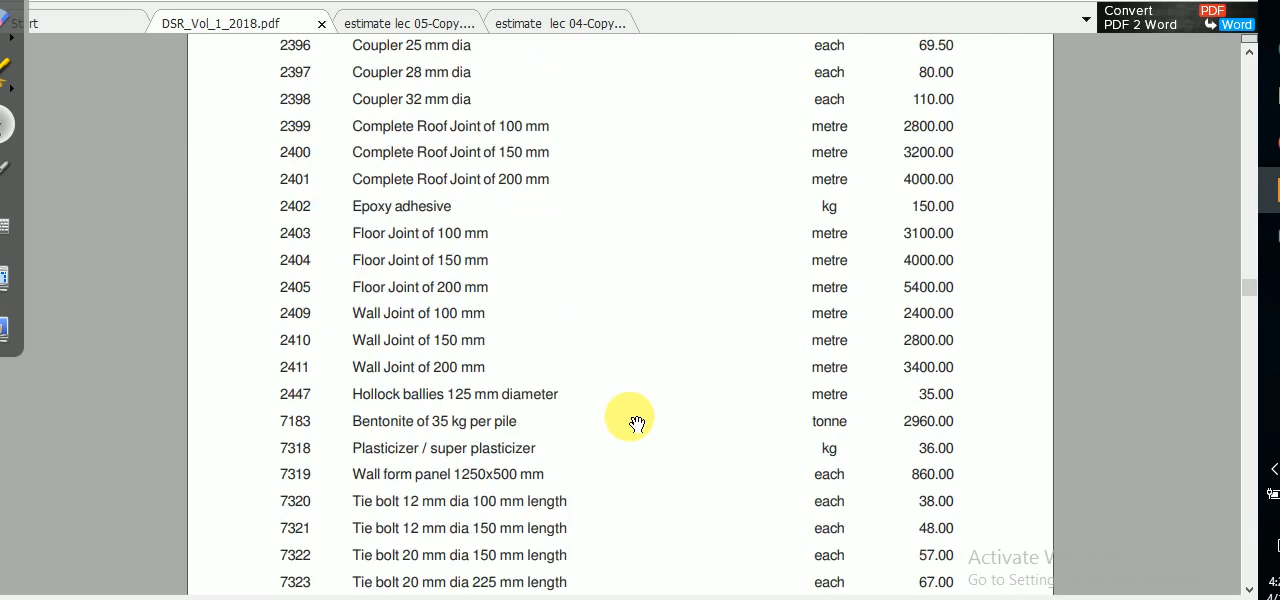 Start
DSR_Vol_1_2018.pdf
estimate lec 05-Copy....
estimate lec 04-Copy...
Convert
PDF 2 Word
PDF
Word
2396 Coupler 25 mm dia each 69.50
2397 Coupler 28 mm dia each 80.00
2398 Coupler 32 mm dia each 110.00
2399 Complete Roof Joint of 100 mm metre 2800.00
2400 Complete Roof Joint of 150 mm metre 3200.00
2401 Complete Roof Joint of 200 mm metre 4000.00
2402 Epoxy adhesive kg 150.00
2403 Floor Joint of 100 mm metre 3100.00
2404 Floor Joint of 150 mm metre 4000.00
2405 Floor Joint of 200 mm metre 5400.00
2409 Wall Joint of 100 mm metre 2400.00
2410 Wall Joint of 150 mm metre 2800.00
2411 Wall Joint of 200 mm metre 3400.00
2447 Hollock ballies 125 mm diameter metre 35.00
7183 Bentonite of 35 kg per pile tonne 2960.00
7318 Plasticizer / super plasticizer kg 36.00
7319 Wall form panel 1250x500 mm each 860.00
7320 Tie bolt 12 mm dia 100 mm length each 38.00
7321 Tie bolt 12 mm dia 150 mm length each 48.00
7322 Tie bolt 20 mm dia 150 mm length each 57.00
7323 Tie bolt 20 mm dia 225 mm length each 67.00
Activate W
Go to Setting